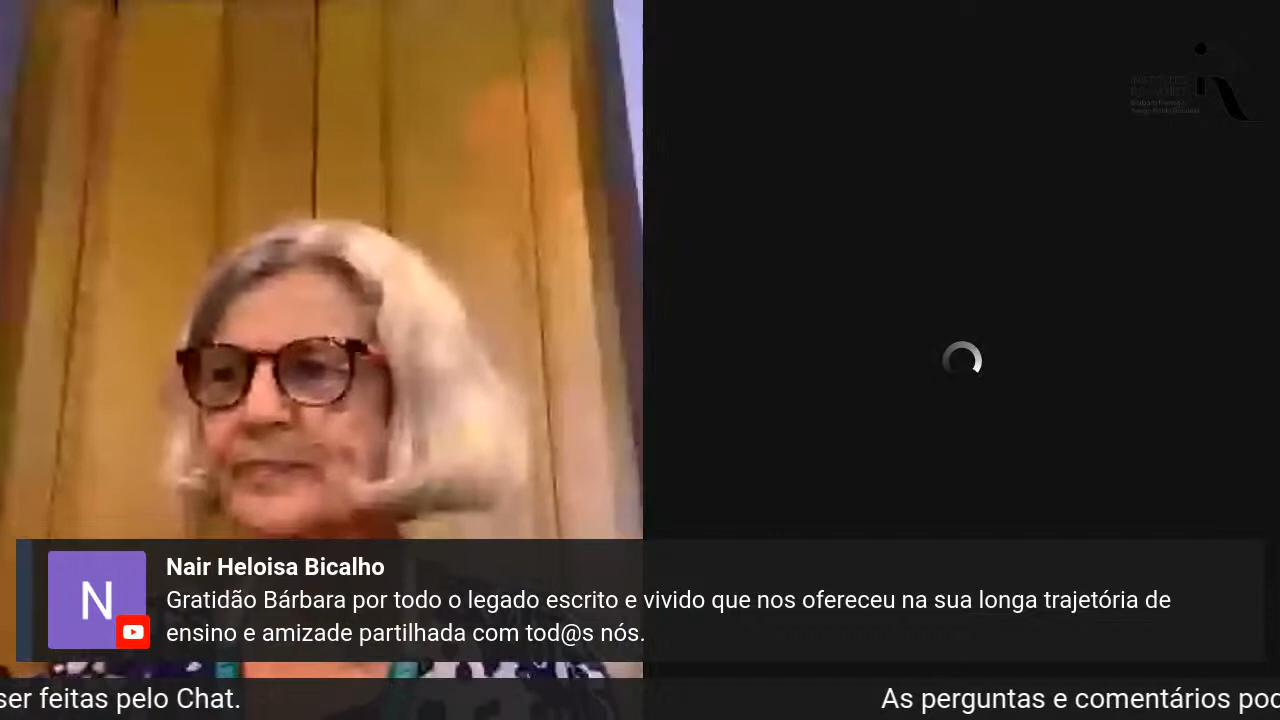 N
Nair Heloisa Bicalho
Gratidão Bárbara por todo o legado escrito e vivido que nos ofereceu na sua longa trajetória de
ensino e amizade partilhada com tod@s nós.
ser feitas pelo Chat.
As perguntas e comentários pod